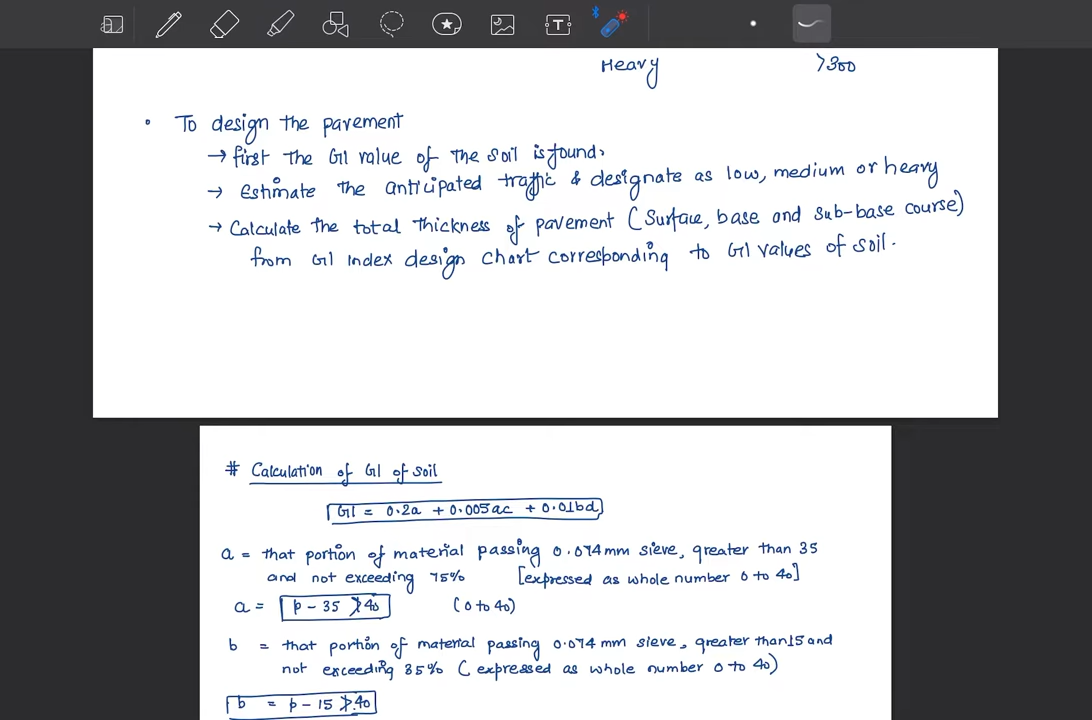 Heavy >300
• To design the pavement
→ first the GI value of the soil is found.
→ Estimate the anticipated traffic & designate as low, medium or heavy
→ Calculate the total thickness of pavement (Surface, base and sub-base course)
from GI index design chart corresponding to GI values of soil.
# Calculation of GI of soil
GI = 0.2a + 0.005ac + 0.01bd
a = that portion of material passing 0.074mm sieve, greater than 35
and not exceeding 75% [expressed as whole number 0 to 40]
a = p - 35 ≯ 40 (0 to 40)
b = that portion of material passing 0.074 mm sieve, greater than 15 and
not exceeding 35% (expressed as whole number 0 to 40)
b = p - 15 ≯ 40